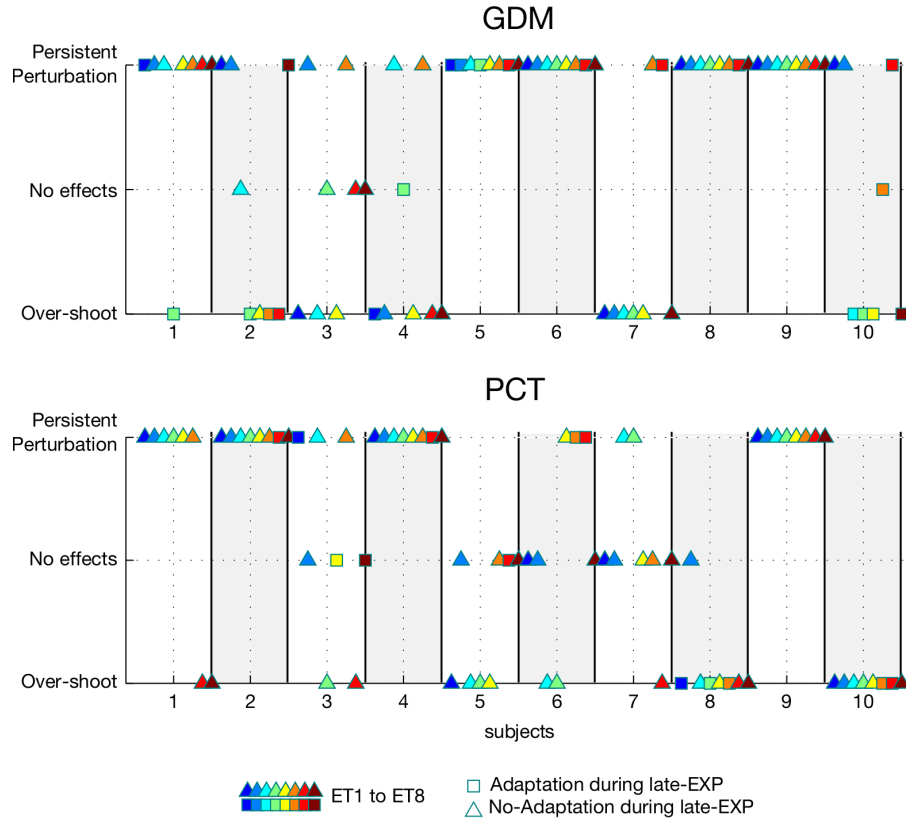 GDM
Persistent
Perturbation
No effects
Over-shoot
1 2 3 4 5 6 7 8 9 10
PCT
Persistent
Perturbation
No effects
Over-shoot
1 2 3 4 5 6 7 8 9 10
subjects
ET1 to ET8
Adaptation during late-EXP
No-Adaptation during late-EXP